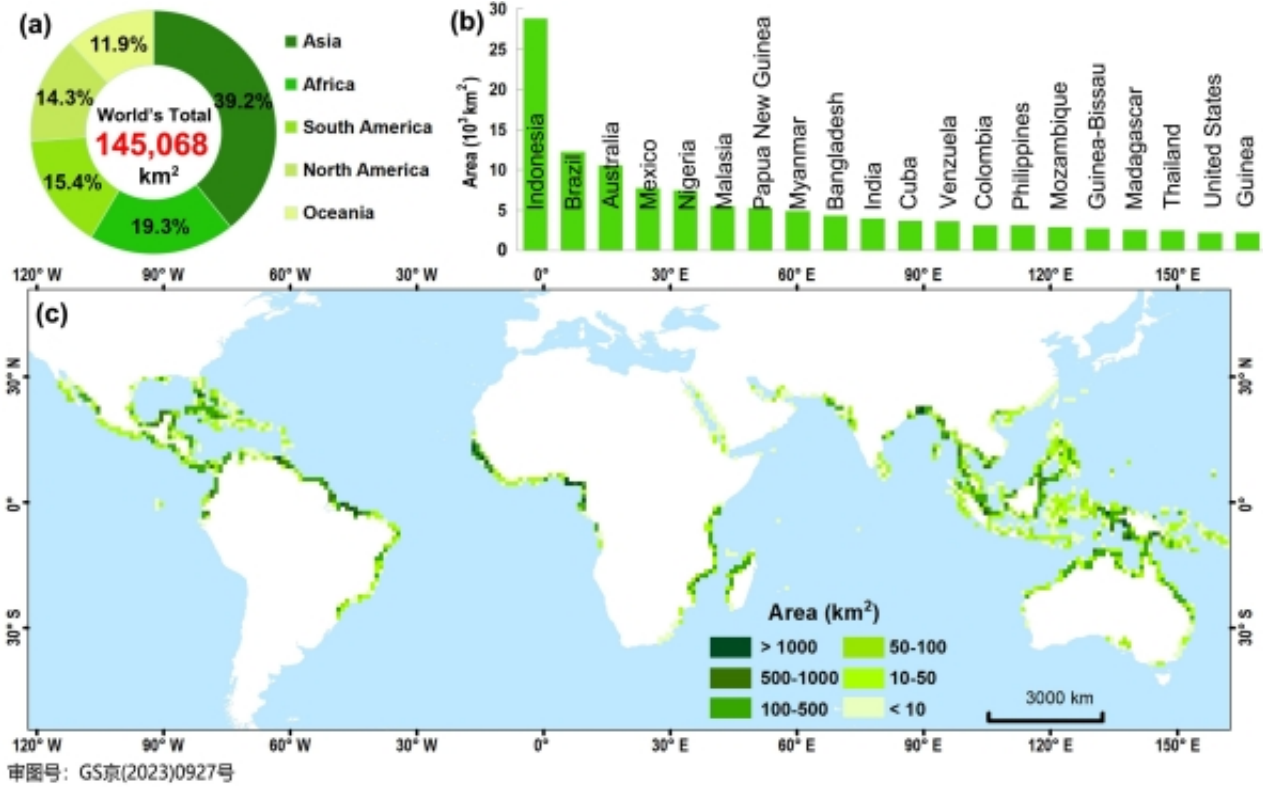 (a)
11.9%
14.3%
39.2%
15.4%
19.3%
World's Total
145,068
km²
Asia
Africa
South America
North America
Oceania
(b)
Area (10³ km²)
30
25
20
15
10
5
0
Indonesia
Brazil
Australia
Mexico
Nigeria
Malasia
Papua New Guinea
Myanmar
Bangladesh
India
Cuba
Venzuela
Colombia
Philippines
Mozambique
Guinea-Bissau
Madagascar
Thailand
United States
Guinea
120° W 90° W 60° W 30° W 0° 30° E 60° E 90° E 120° E 150° E
(c)
30° N
0°
30° S
30° N
0°
30° S
Area (km²)
> 1000
500-1000
100-500
50-100
10-50
< 10
3000 km
120° W 90° W 60° W 30° W 0° 30° E 60° E 90° E 120° E 150° E
审图号：GS京(2023)0927号